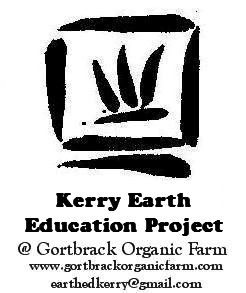 Kerry Earth
Education Project
@ Gortbrack Organic Farm
www.gortbrackorganicfarm.com
earthedkerry@gmail.com